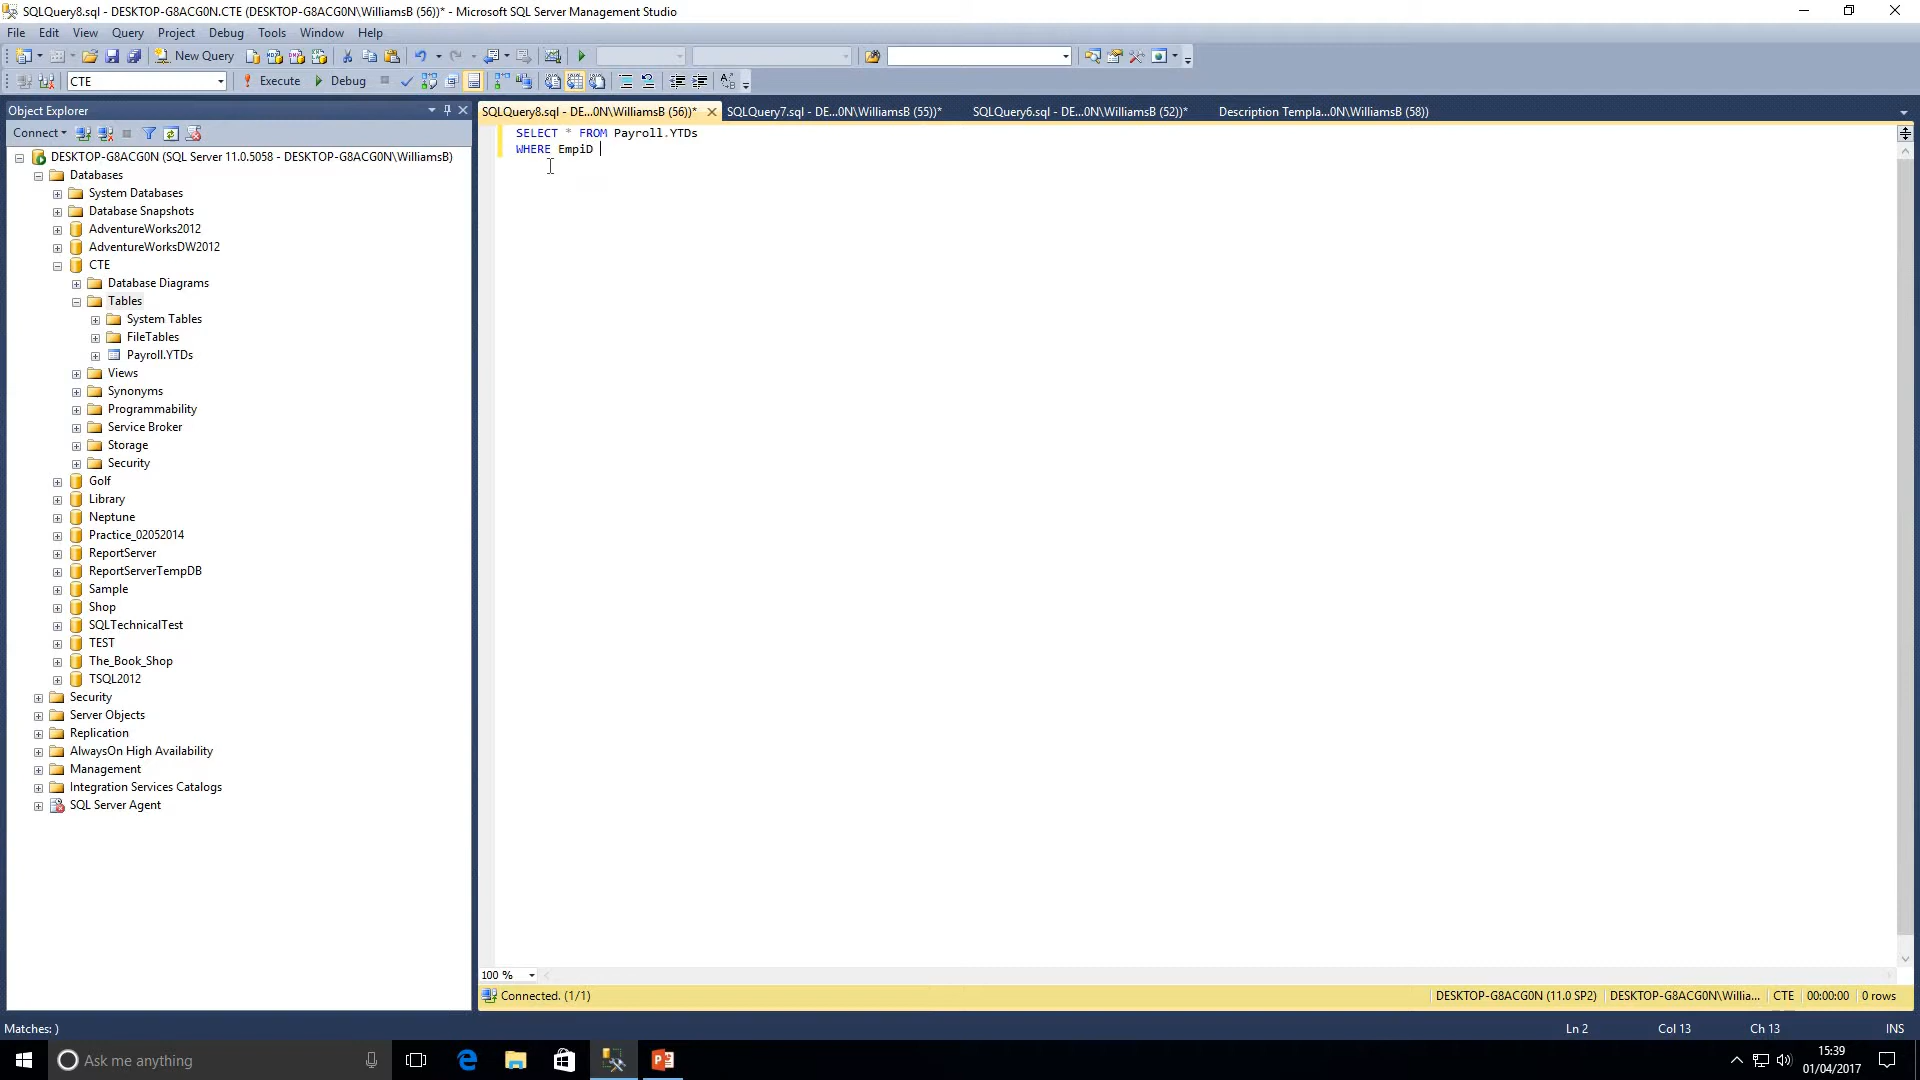 SQLQuery8.sql - DESKTOP-G8ACG0N.CTE (DESKTOP-G8ACG0N\WilliamsB (56))* - Microsoft SQL Server Management Studio
File Edit View Query Project Debug Tools Window Help
New Query
CTE Execute Debug
Object Explorer
Connect
SQLQuery8.sql - DE...0N\WilliamsB (56))* SQLQuery7.sql - DE...0N\WilliamsB (55))* SQLQuery6.sql - DE...0N\WilliamsB (52))* Description Templa...0N\WilliamsB (58))
SELECT * FROM Payroll.YTDs
WHERE EmpiD
DESKTOP-G8ACG0N (SQL Server 11.0.5058 - DESKTOP-G8ACG0N\WilliamsB)
Databases
System Databases
Database Snapshots
AdventureWorks2012
AdventureWorksDW2012
CTE
Database Diagrams
Tables
System Tables
FileTables
Payroll.YTDs
Views
Synonyms
Programmability
Service Broker
Storage
Security
Golf
Library
Neptune
Practice_02052014
ReportServer
ReportServerTempDB
Sample
Shop
SQLTechnicalTest
TEST
The_Book_Shop
TSQL2012
Security
Server Objects
Replication
AlwaysOn High Availability
Management
Integration Services Catalogs
SQL Server Agent
100 %
Connected. (1/1) DESKTOP-G8ACG0N (11.0 SP2) DESKTOP-G8ACG0N\Willia... CTE 00:00:00 0 rows
Matches: ) Ln 2 Col 13 Ch 13 INS
Ask me anything
15:39
01/04/2017